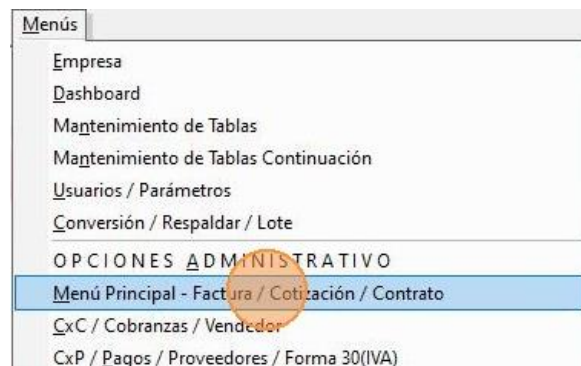 Menús
Empresa
Dashboard
Mantenimiento de Tablas
Mantenimiento de Tablas Continuación
Usuarios / Parámetros
Conversión / Respaldar / Lote
OPCIONES ADMINISTRATIVO
Menú Principal - Factura / Cotización / Contrato
CxC / Cobranzas / Vendedor
CxP / Pagos / Proveedores / Forma 30(IVA)